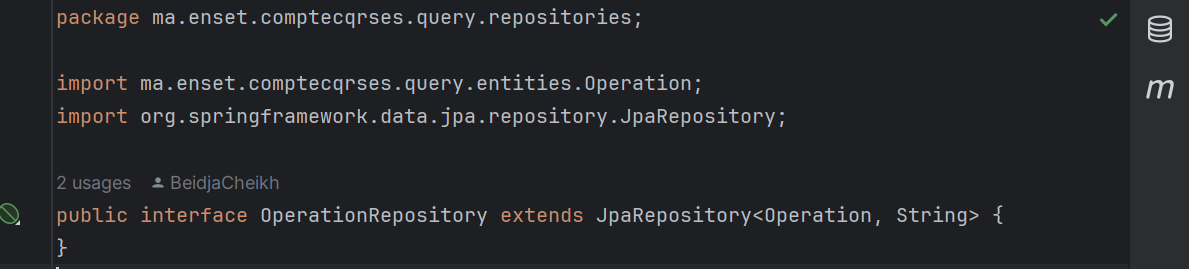 package ma.enset.comptecqrses.query.repositories;
import ma.enset.comptecqrses.query.entities.Operation;
import org.springframework.data.jpa.repository.JpaRepository;
2 usages BeidjaCheikh
public interface OperationRepository extends JpaRepository<Operation, String> {
}
m